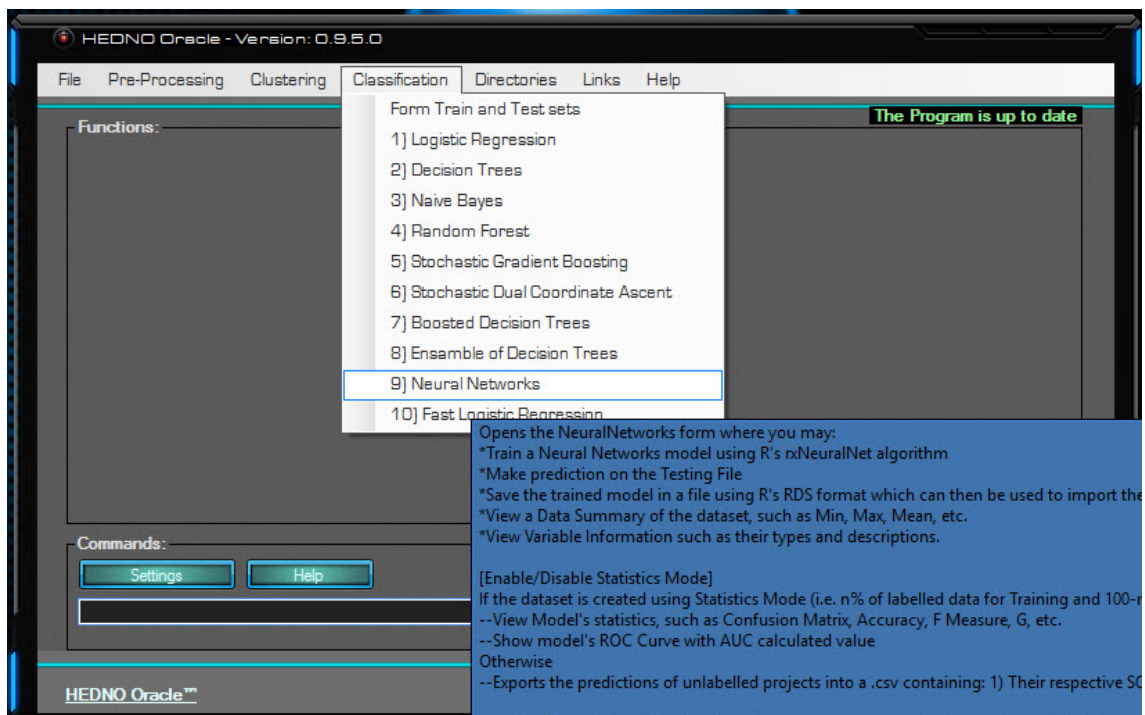 HEDNO Oracle - Version: 0.9.5.0
File Pre-Processing Clustering Classification Directories Links Help
The Program is up to date
Functions:
Form Train and Test sets
1) Logistic Regression
2) Decision Trees
3) Naive Bayes
4) Random Forest
5) Stochastic Gradient Boosting
6) Stochastic Dual Coordinate Ascent
7) Boosted Decision Trees
8) Ensamble of Decision Trees
9) Neural Networks
10) Fast Logistic Regression
Opens the NeuralNetworks form where you may:
*Train a Neural Networks model using R's rxNeuralNet algorithm
*Make prediction on the Testing File
*Save the trained model in a file using R's RDS format which can then be used to import the
*View a Data Summary of the dataset, such as Min, Max, Mean, etc.
*View Variable Information such as their types and descriptions.
[Enable/Disable Statistics Mode]
If the dataset is created using Statistics Mode (i.e. n% of labelled data for Training and 100-n
--View Model's statistics, such as Confusion Matrix, Accuracy, F Measure, G, etc.
--Show model's ROC Curve with AUC calculated value
Otherwise
--Exports the predictions of unlabelled projects into a .csv containing: 1) Their respective
Commands:
Settings Help
HEDNO Oracle™